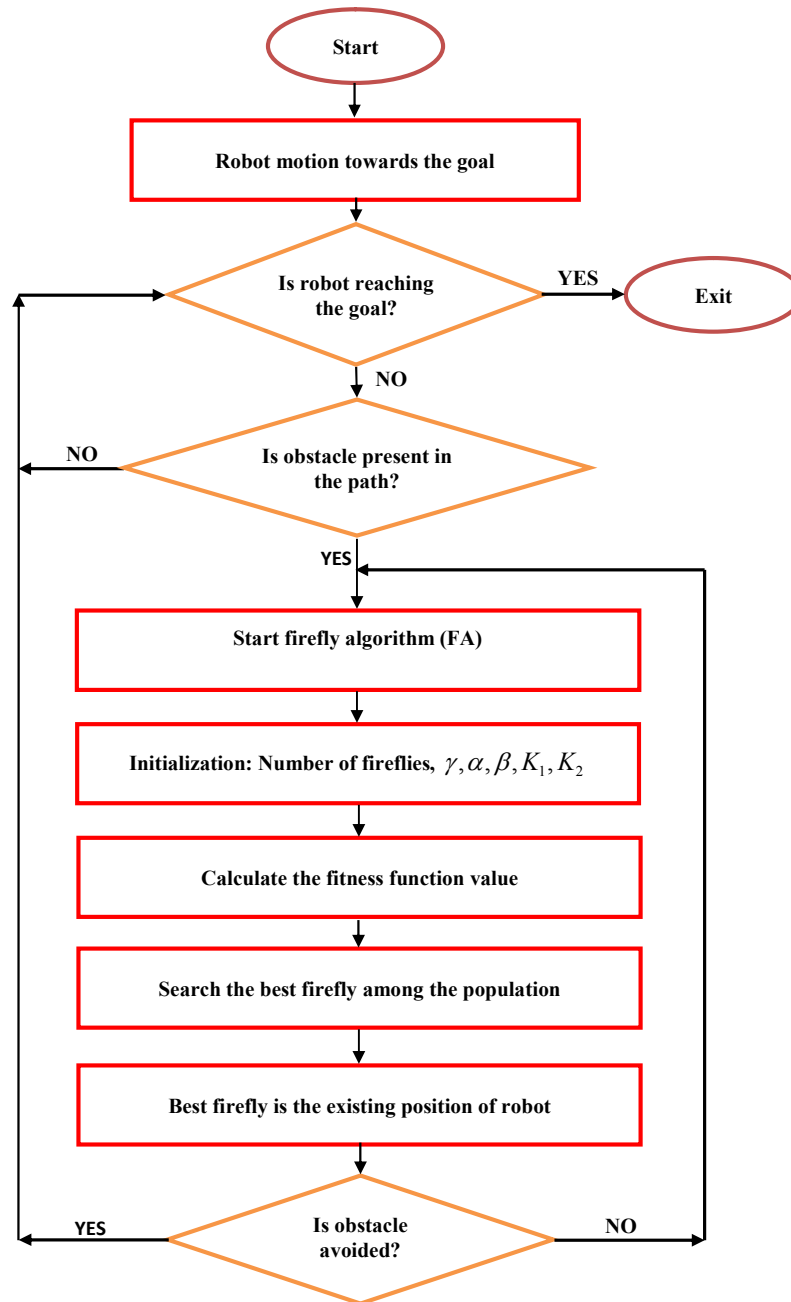 Start
Robot motion towards the goal
Is robot reaching
the goal?
YES
Exit
NO
Is obstacle present in
the path?
NO
YES
Start firefly algorithm (FA)
Initialization: Number of fireflies, γ, α, β, K₁, K₂
Calculate the fitness function value
Search the best firefly among the population
Best firefly is the existing position of robot
Is obstacle
avoided?
YES
NO